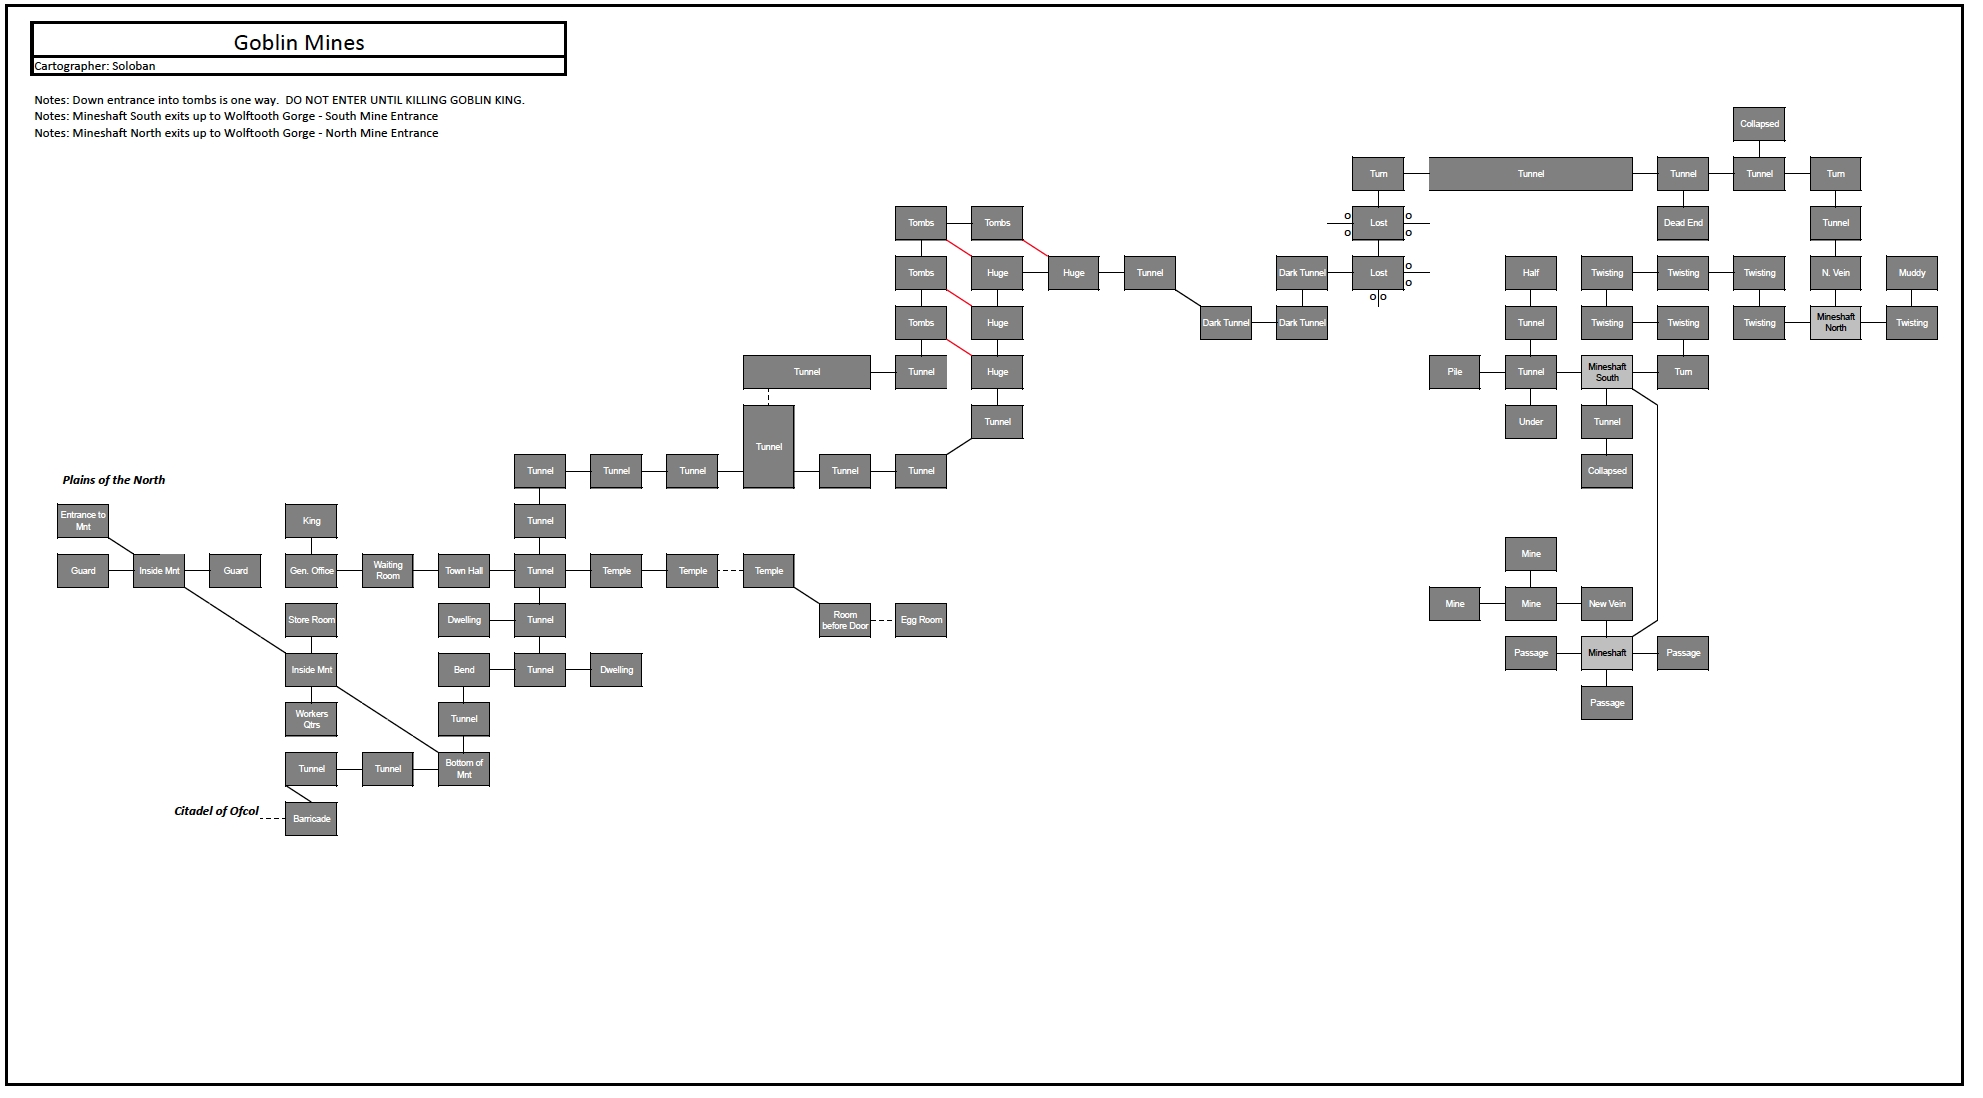 Goblin Mines
Cartographer: Soloban
Notes: Down entrance into tombs is one way.  DO NOT ENTER UNTIL KILLING GOBLIN KING.
Notes: Mineshaft South exits up to Wolftooth Gorge - South Mine Entrance
Notes: Mineshaft North exits up to Wolftooth Gorge - North Mine Entrance
Collapsed
Turn
Tunnel
Tunnel
Tunnel
Turn
Tombs
Tombs
O
Lost
O
O
O
Dead End
Tunnel
Tombs
Huge
Huge
Tunnel
Dark Tunnel
Lost
O
O
O O
Half
Twisting
Twisting
Twisting
N. Vein
Muddy
Tombs
Huge
Dark Tunnel
Dark Tunnel
Tunnel
Twisting
Twisting
Twisting
Mineshaft
North
Twisting
Tunnel
Tunnel
Huge
Pile
Tunnel
Mineshaft
South
Turn
Tunnel
Tunnel
Under
Tunnel
Tunnel
Tunnel
Tunnel
Tunnel
Tunnel
Collapsed
Plains of the North
Entrance to
Mnt
King
Tunnel
Guard
Inside Mnt
Guard
Gen. Office
Waiting
Room
Town Hall
Tunnel
Temple
Temple
Temple
Mine
Store Room
Dwelling
Tunnel
Room
before Door
Egg Room
Mine
Mine
New Vein
Inside Mnt
Bend
Tunnel
Dwelling
Passage
Mineshaft
Passage
Workers
Qtrs
Tunnel
Passage
Tunnel
Tunnel
Bottom of
Mnt
Citadel of Ofcol
Barricade